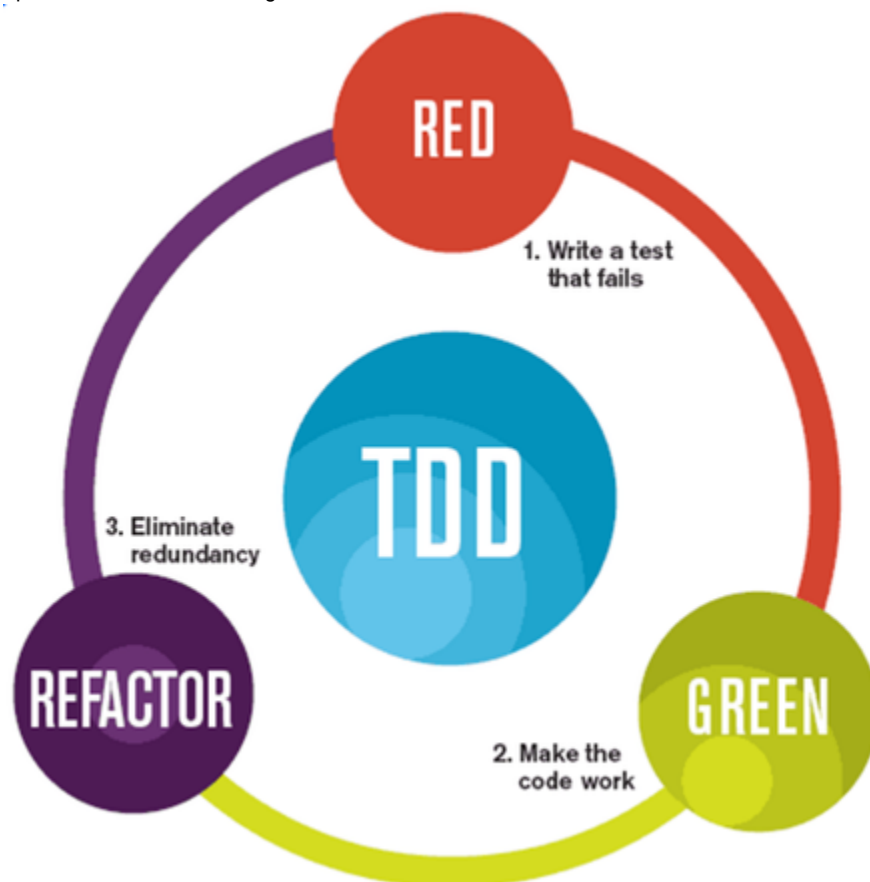 RED
1. Write a test
that fails
TDD
3. Eliminate
redundancy
REFACTOR
GREEN
2. Make the
code work